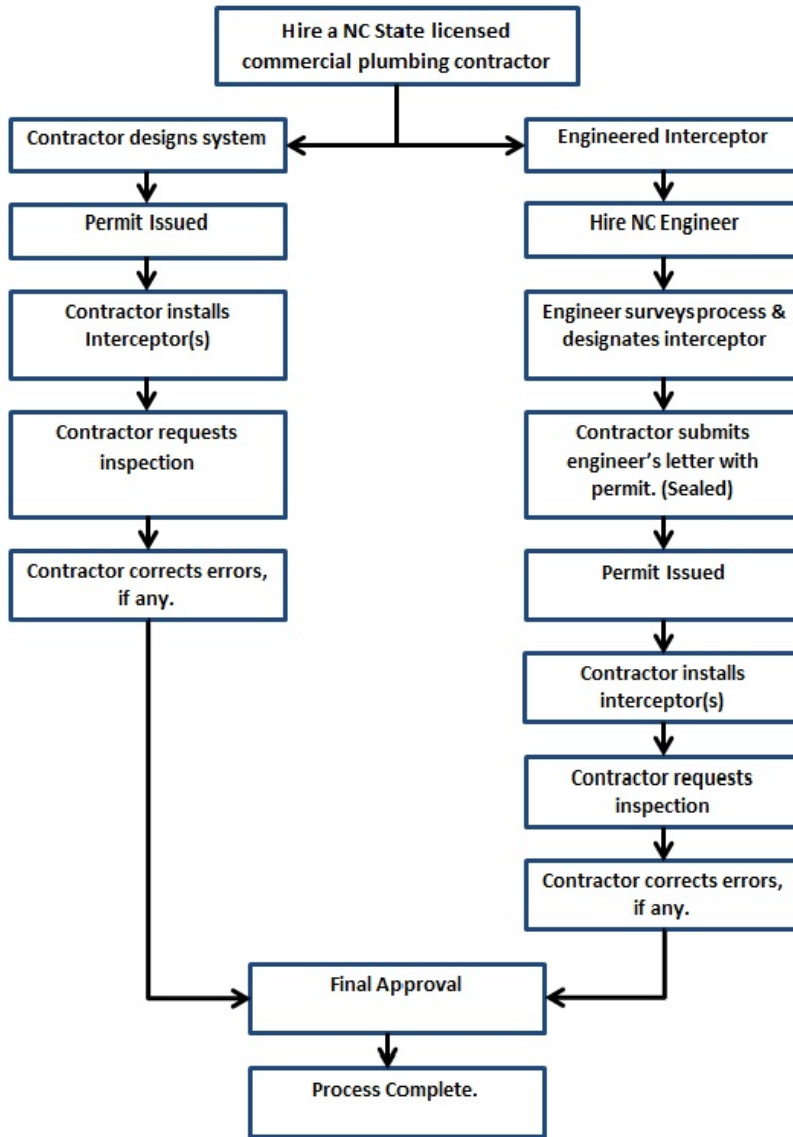 Hire a NC State licensed
commercial plumbing contractor
Contractor designs system
Permit Issued
Contractor installs
Interceptor(s)
Contractor requests
inspection
Contractor corrects errors,
if any.
Engineered Interceptor
Hire NC Engineer
Engineer surveys process &
designates interceptor
Contractor submits
engineer's letter with
permit. (Sealed)
Permit Issued
Contractor installs
interceptor(s)
Contractor requests
inspection
Contractor corrects errors,
if any.
Final Approval
Process Complete.